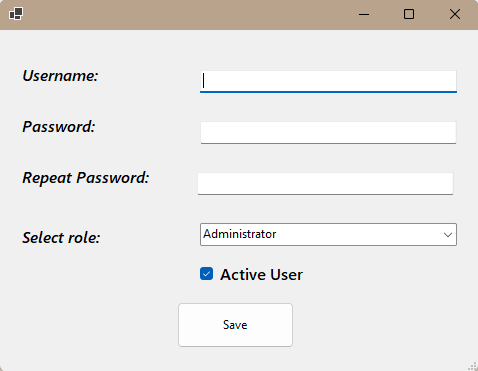 Username:
Password:
Repeat Password:
Select role:
Administrator
Active User
Save